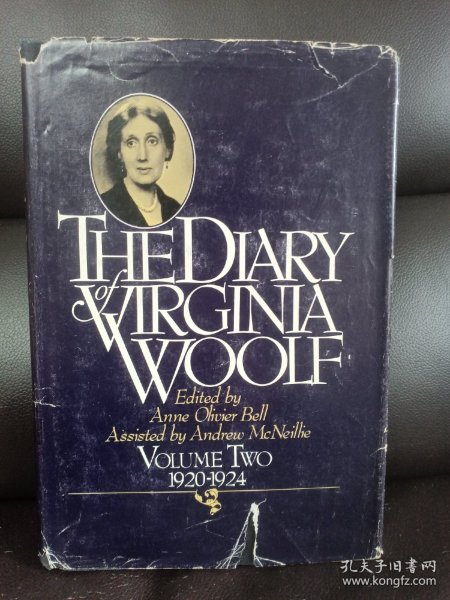 THE DIARY
of VIRGINIA
WOOLF
Edited by
Anne Olivier Bell
Assisted by Andrew McNeillie
VOLUME TWO
1920-1924
孔夫子旧书网
www.kongfz.com